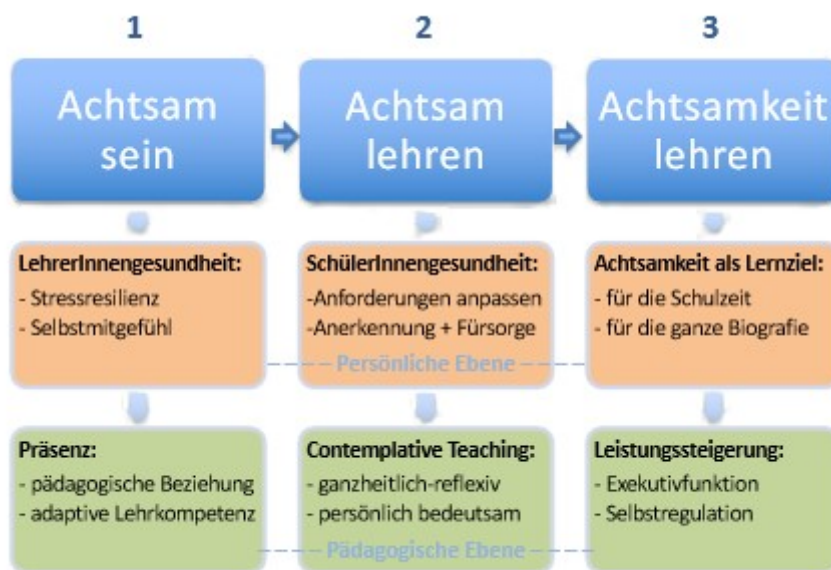 1
2
3
Achtsam
sein
Achtsam
lehren
Achtsamkeit
lehren
LehrerInnengesundheit:
- Stressresilienz
- Selbstmitgefühl
SchülerInnengesundheit:
-Anforderungen anpassen
-Anerkennung + Fürsorge
Achtsamkeit als Lernziel:
- für die Schulzeit
- für die ganze Biografie
Persönliche Ebene
Präsenz:
- pädagogische Beziehung
- adaptive Lehrkompetenz
Contemplative Teaching:
- ganzheitlich-reflexiv
- persönlich bedeutsam
Leistungssteigerung:
- Exekutivfunktion
- Selbstregulation
Pädagogische Ebene